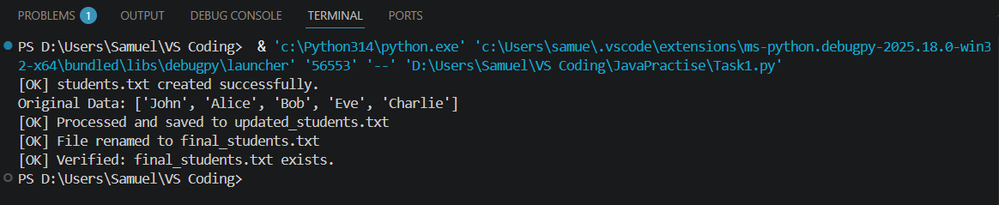 PROBLEMS 1 OUTPUT DEBUG CONSOLE TERMINAL PORTS
PS D:\Users\Samuel\VS Coding>  & 'c:\Python314\python.exe' 'c:\Users\samue\.vscode\extensions\ms-python.debugpy-2025.18.0-win3
2-x64\bundled\libs\debugpy\launcher' '56553' '--' 'D:\Users\Samuel\VS Coding\JavaPractise\Task1.py'
[OK] students.txt created successfully.
Original Data: ['John', 'Alice', 'Bob', 'Eve', 'Charlie']
[OK] Processed and saved to updated_students.txt
[OK] File renamed to final_students.txt
[OK] Verified: final_students.txt exists.
PS D:\Users\Samuel\VS Coding>